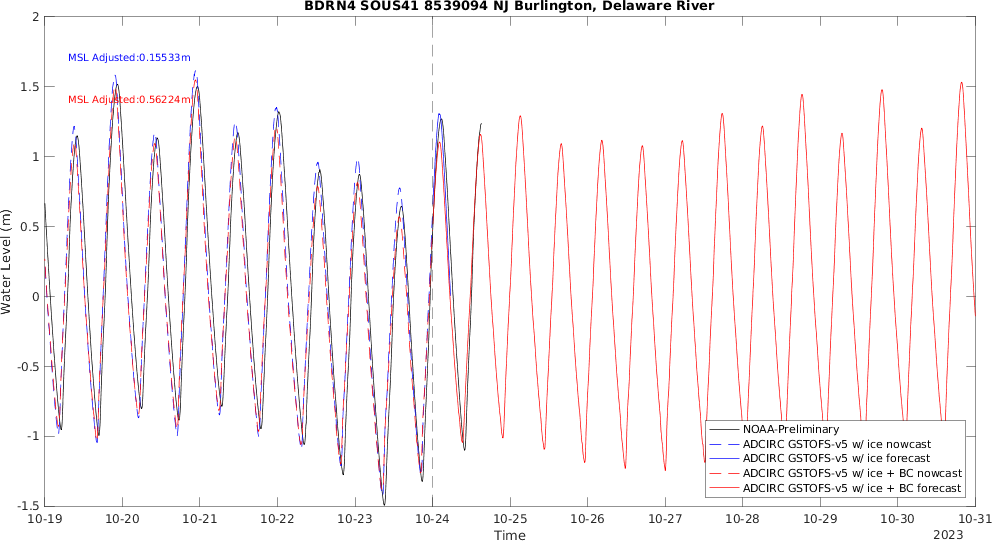 BDRN4 SOUS41 8539094 NJ Burlington, Delaware River
2
1.5
1
0.5
0
-0.5
-1
-1.5
Water Level (m)
MSL Adjusted:0.15533m
MSL Adjusted:0.56224m
NOAA-Preliminary
ADCIRC GSTOFS-v5 w/ ice nowcast
ADCIRC GSTOFS-v5 w/ ice forecast
ADCIRC GSTOFS-v5 w/ ice + BC nowcast
ADCIRC GSTOFS-v5 w/ ice + BC forecast
10-19 10-20 10-21 10-22 10-23 10-24 10-25 10-26 10-27 10-28 10-29 10-30 10-31
Time
2023